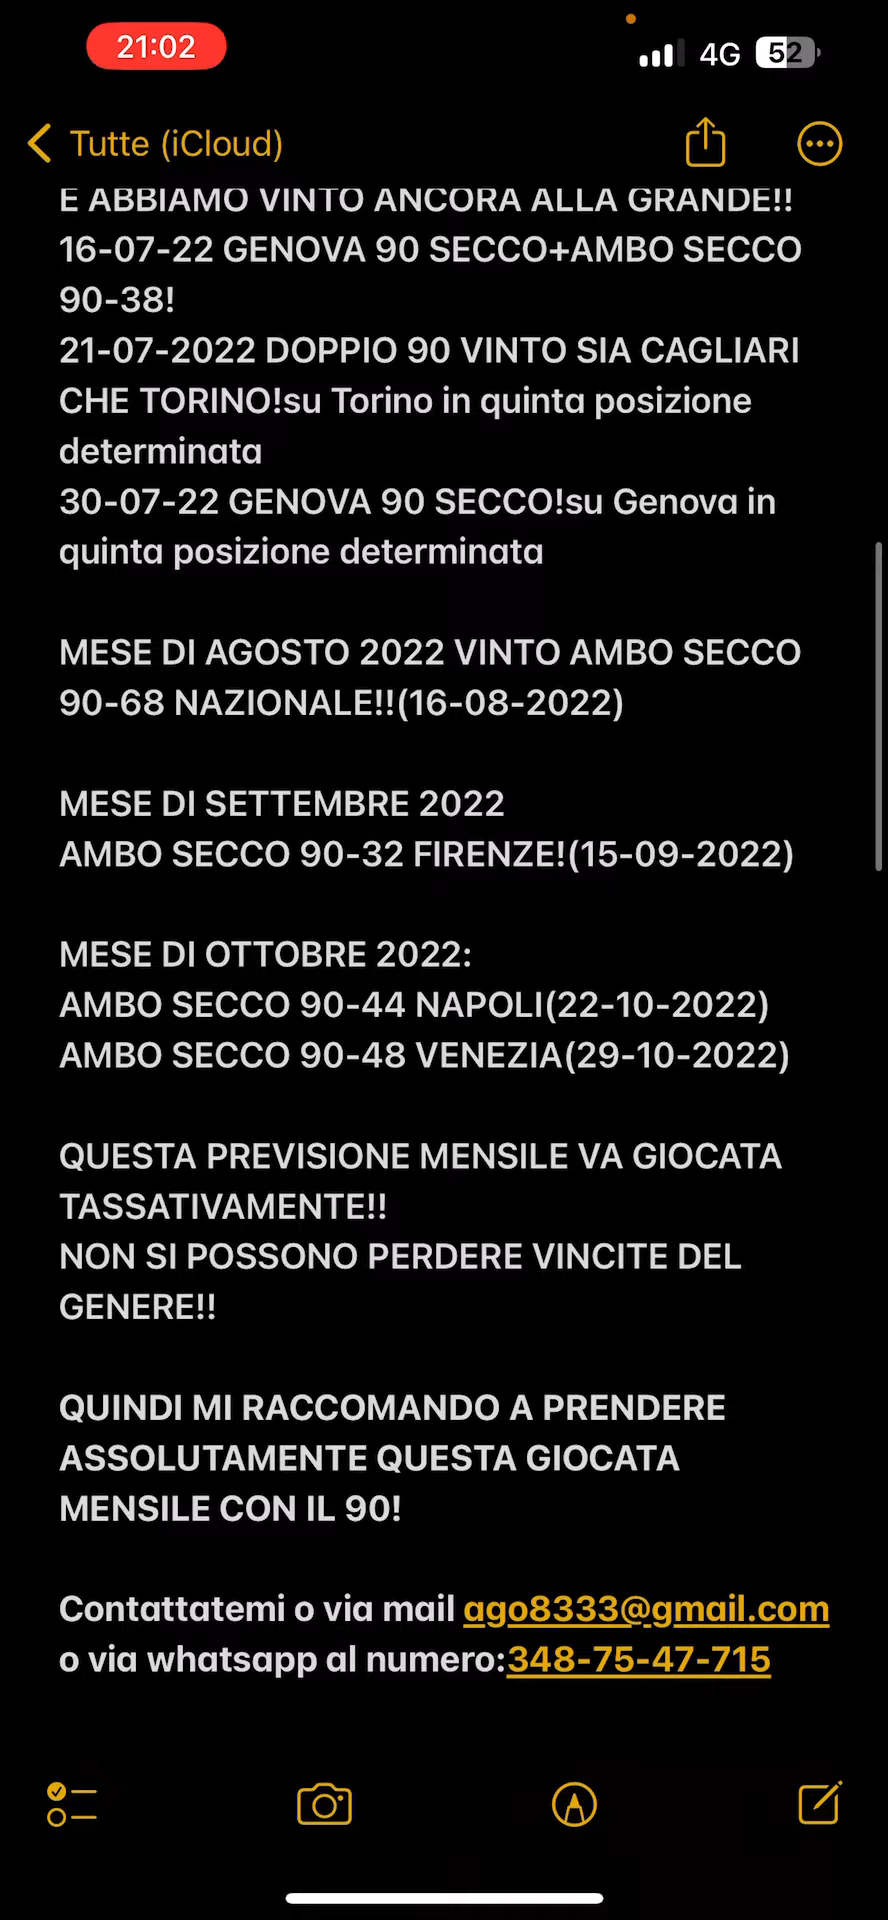 21:02
4G 52
Tutte (iCloud)
E ABBIAMO VINTO ANCORA ALLA GRANDE!!
16-07-22 GENOVA 90 SECCO+AMBO SECCO
90-38!
21-07-2022 DOPPIO 90 VINTO SIA CAGLIARI
CHE TORINO!su Torino in quinta posizione
determinata
30-07-22 GENOVA 90 SECCO!su Genova in
quinta posizione determinata
MESE DI AGOSTO 2022 VINTO AMBO SECCO
90-68 NAZIONALE!!(16-08-2022)
MESE DI SETTEMBRE 2022
AMBO SECCO 90-32 FIRENZE!(15-09-2022)
MESE DI OTTOBRE 2022:
AMBO SECCO 90-44 NAPOLI(22-10-2022)
AMBO SECCO 90-48 VENEZIA(29-10-2022)
QUESTA PREVISIONE MENSILE VA GIOCATA
TASSATIVAMENTE!!
NON SI POSSONO PERDERE VINCITE DEL
GENERE!!
QUINDI MI RACCOMANDO A PRENDERE
ASSOLUTAMENTE QUESTA GIOCATA
MENSILE CON IL 90!
Contattatemi o via mail ago8333@gmail.com
o via whatsapp al numero:348-75-47-715